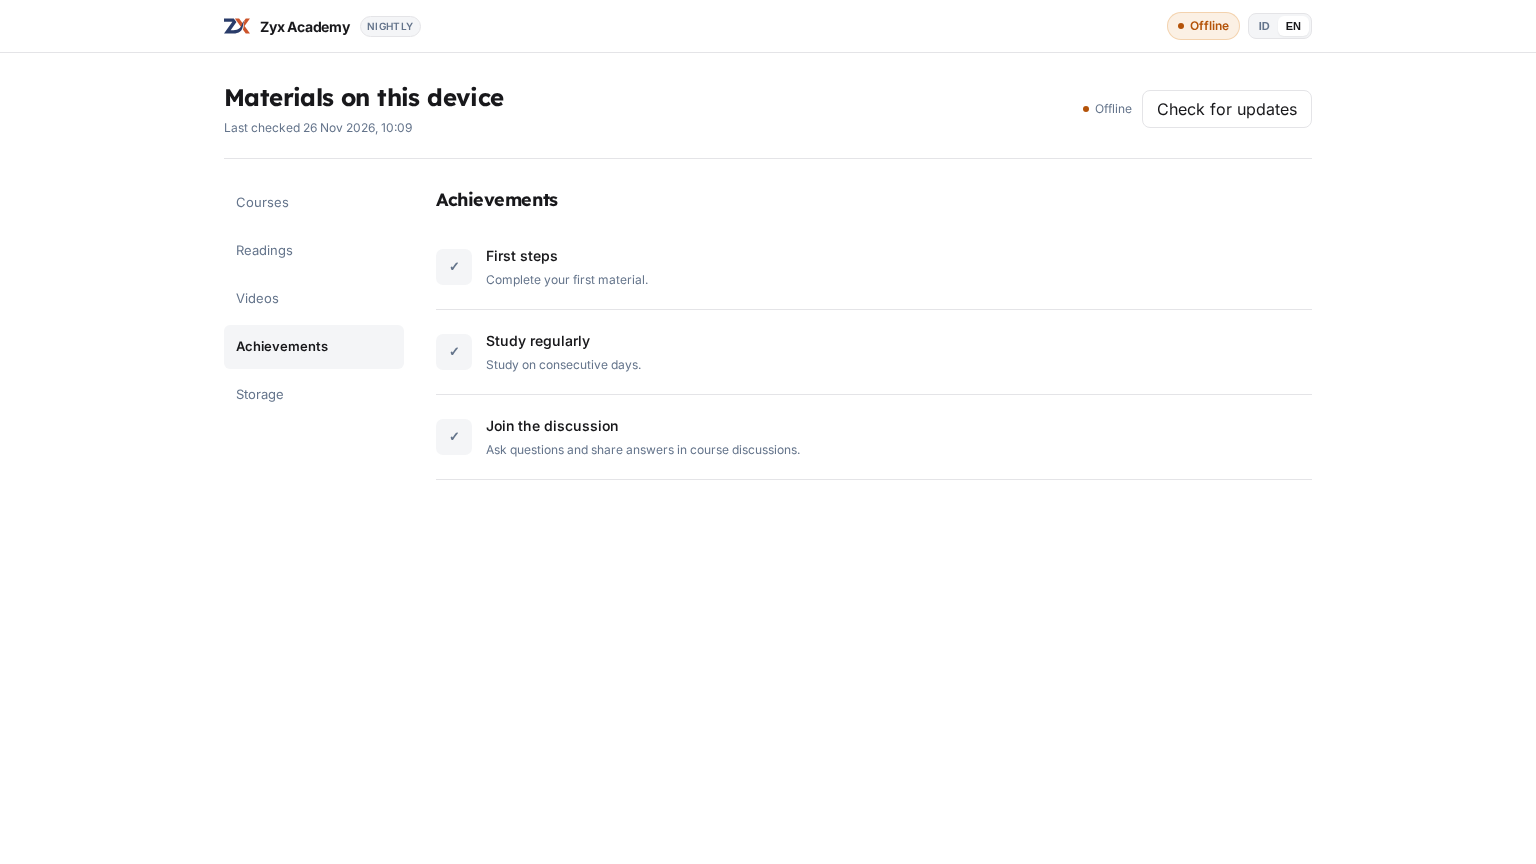 ZX Zyx Academy NIGHTLY
Offline ID EN
Materials on this device
Last checked 26 Nov 2026, 10:09
Offline Check for updates
Courses
Readings
Videos
Achievements
Storage
Achievements
✓ First steps
Complete your first material.
✓ Study regularly
Study on consecutive days.
✓ Join the discussion
Ask questions and share answers in course discussions.